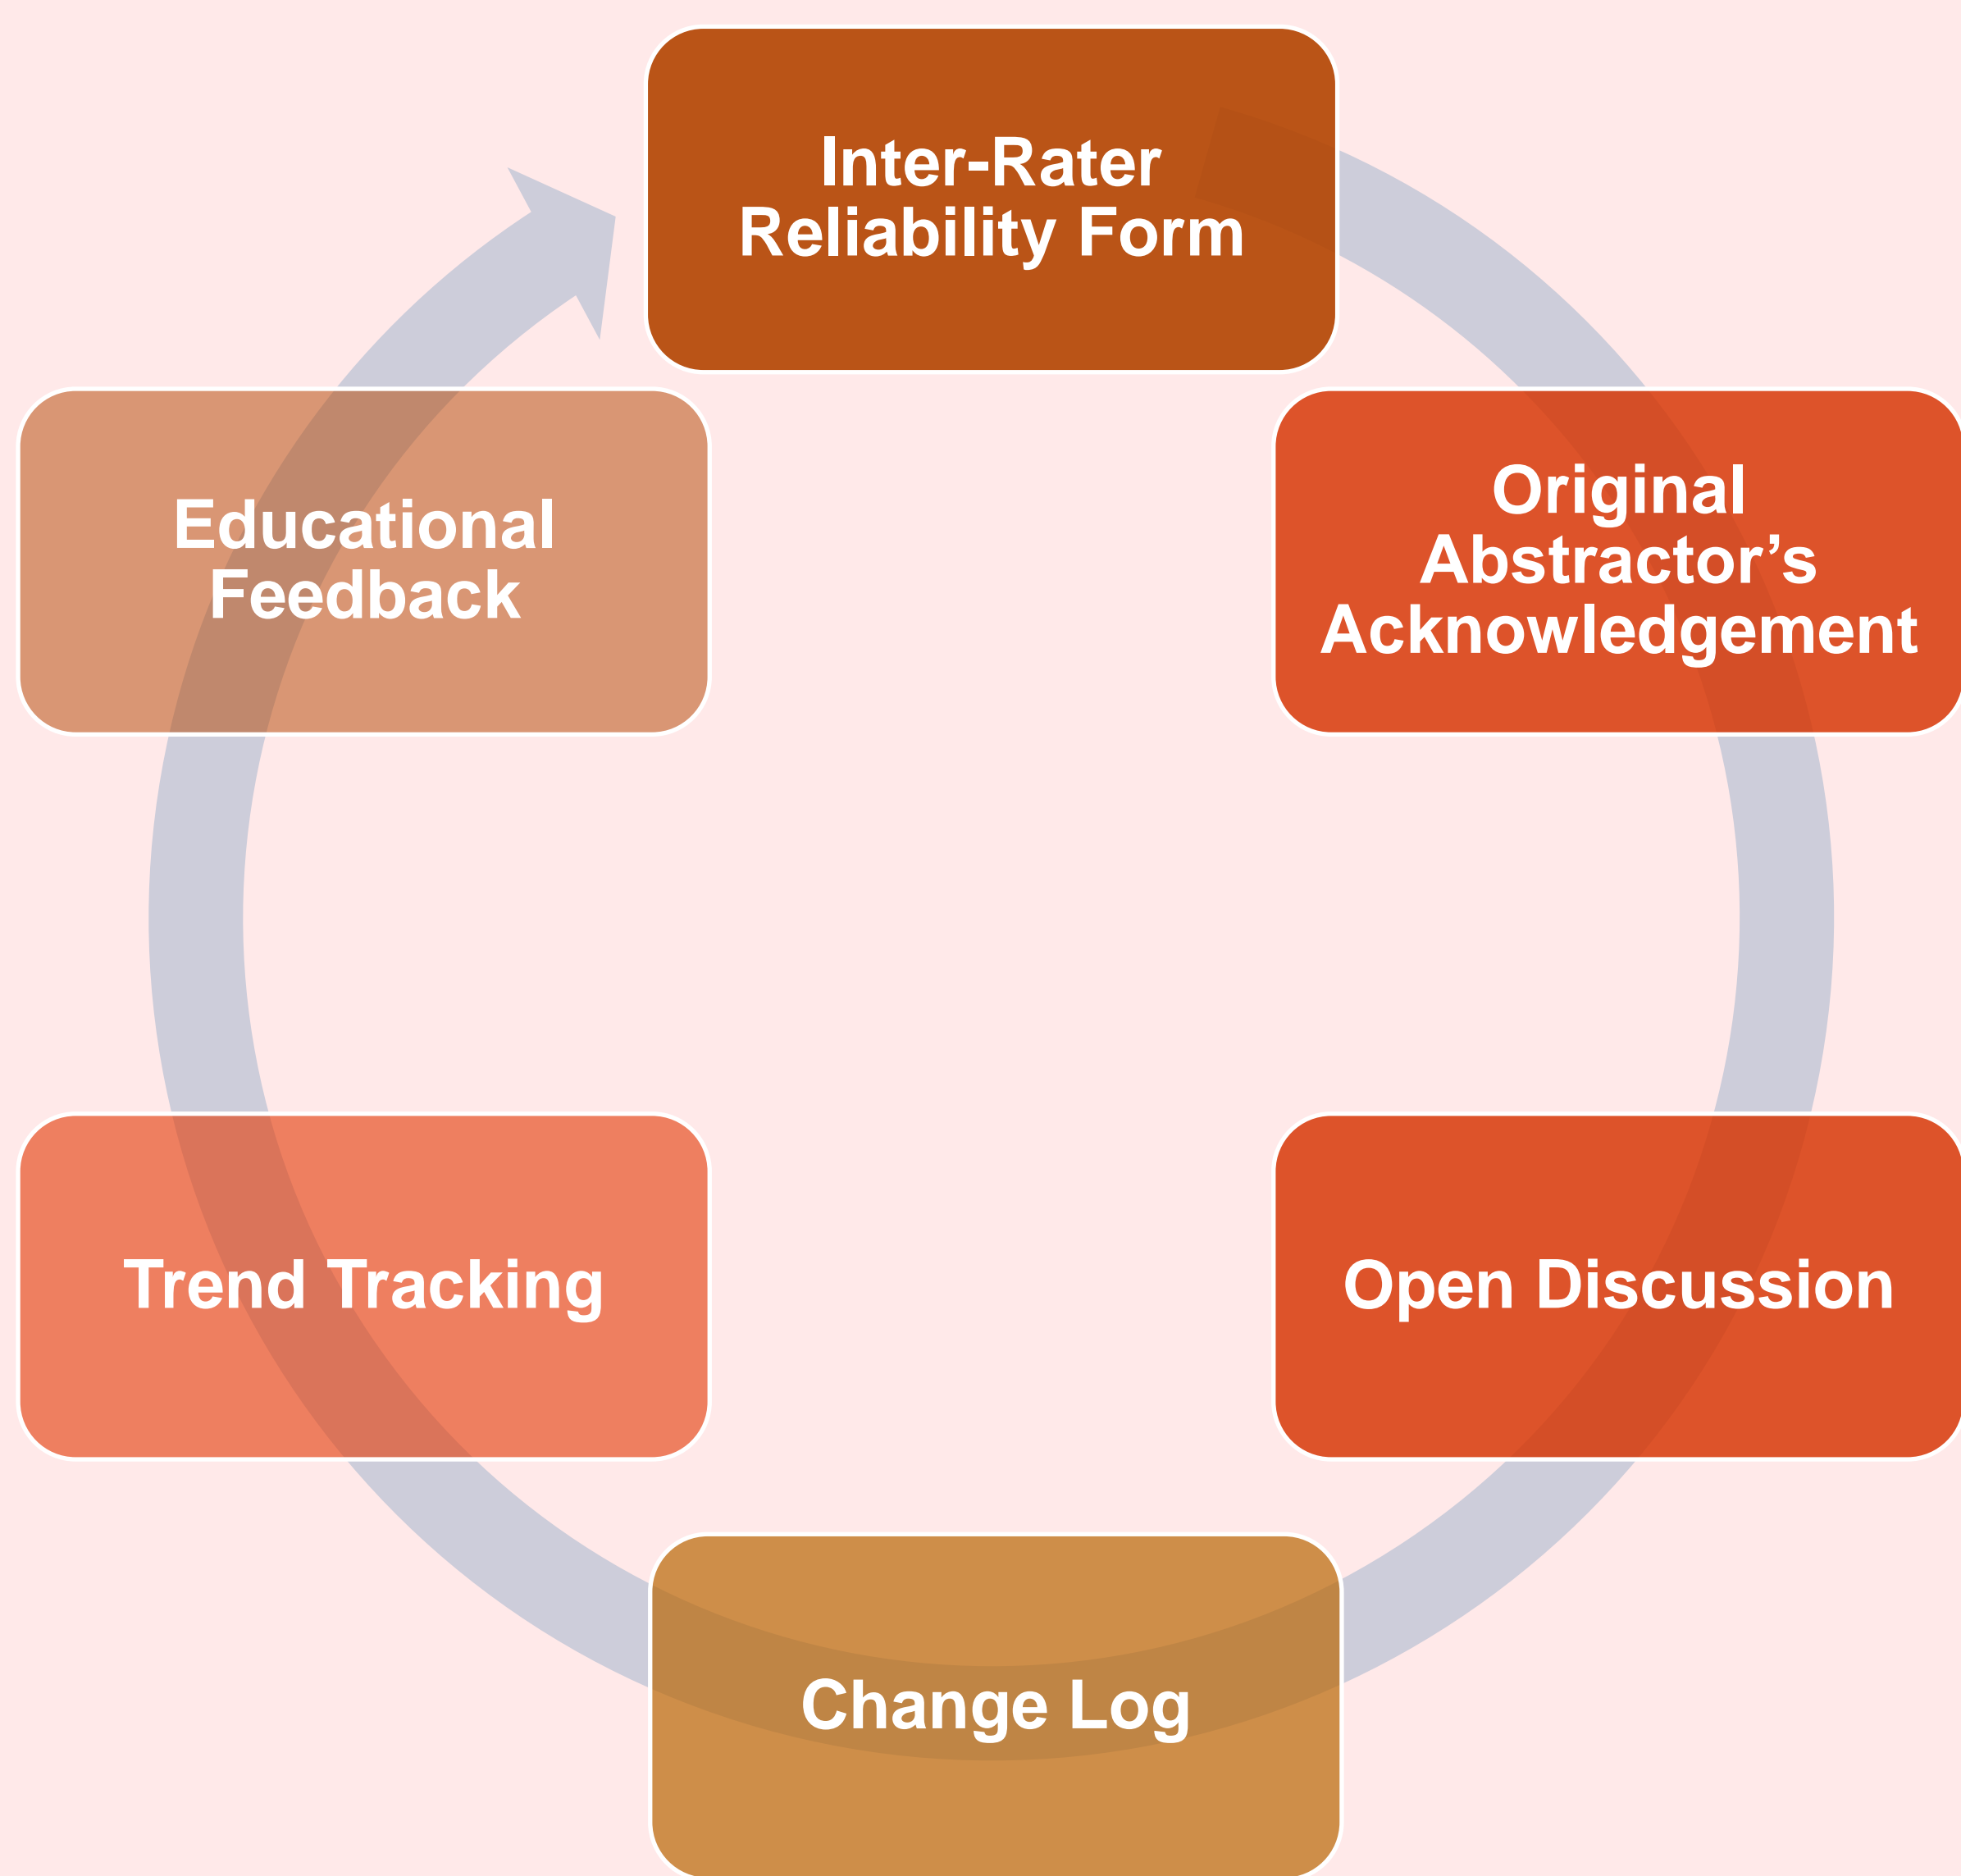 Inter-Rater
Reliability Form
Original
Abstractor’s
Acknowledgement
Open Discussion
Change Log
Trend Tracking
Educational
Feedback